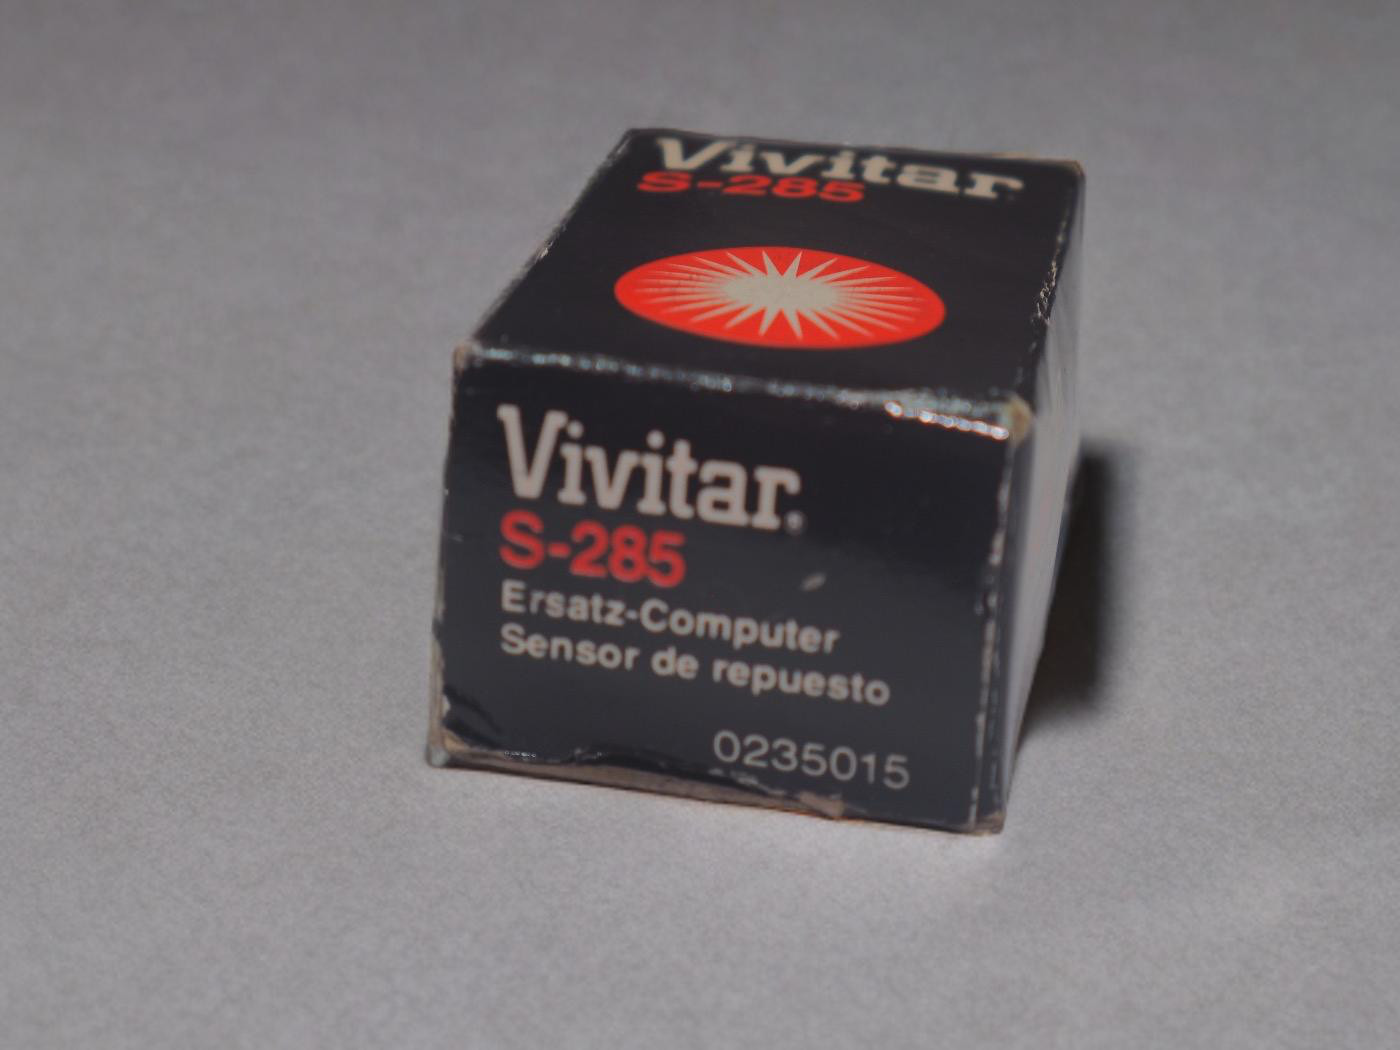 Vivitar
S-285
Vivitar®
S-285
Ersatz-Computer
Sensor de repuesto
0235015